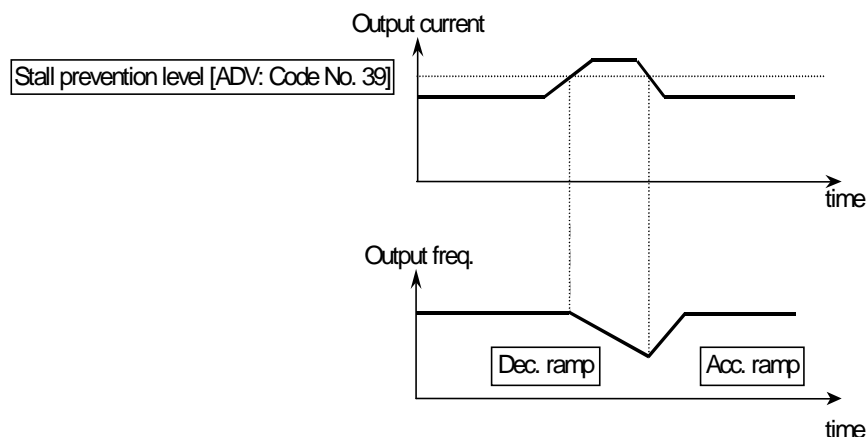 Output current
Stall prevention level [ADV: Code No. 39]
time
Output freq.
Dec. ramp
Acc. ramp
time